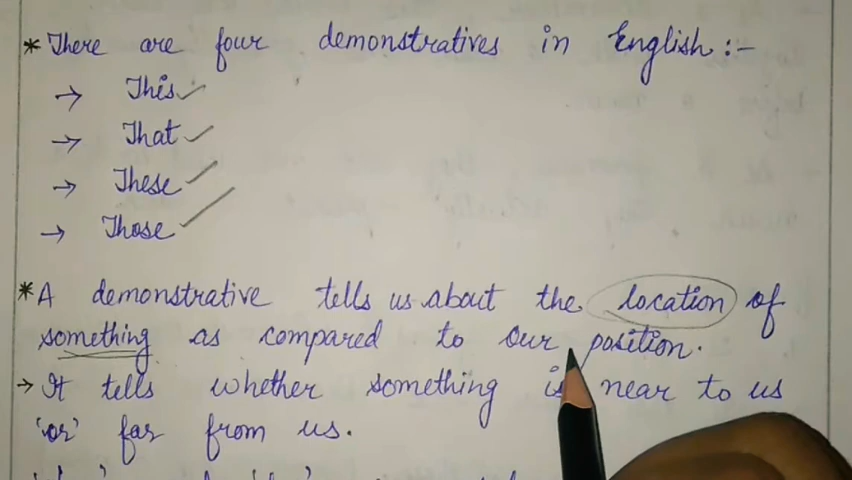 * There are four demonstratives in English :-
→ This ✓
→ That ✓
→ These ✓
→ Those ✓
* A demonstrative tells us about the location of
something as compared to our position.
→ It tells whether something is near to us
'or' far from us.